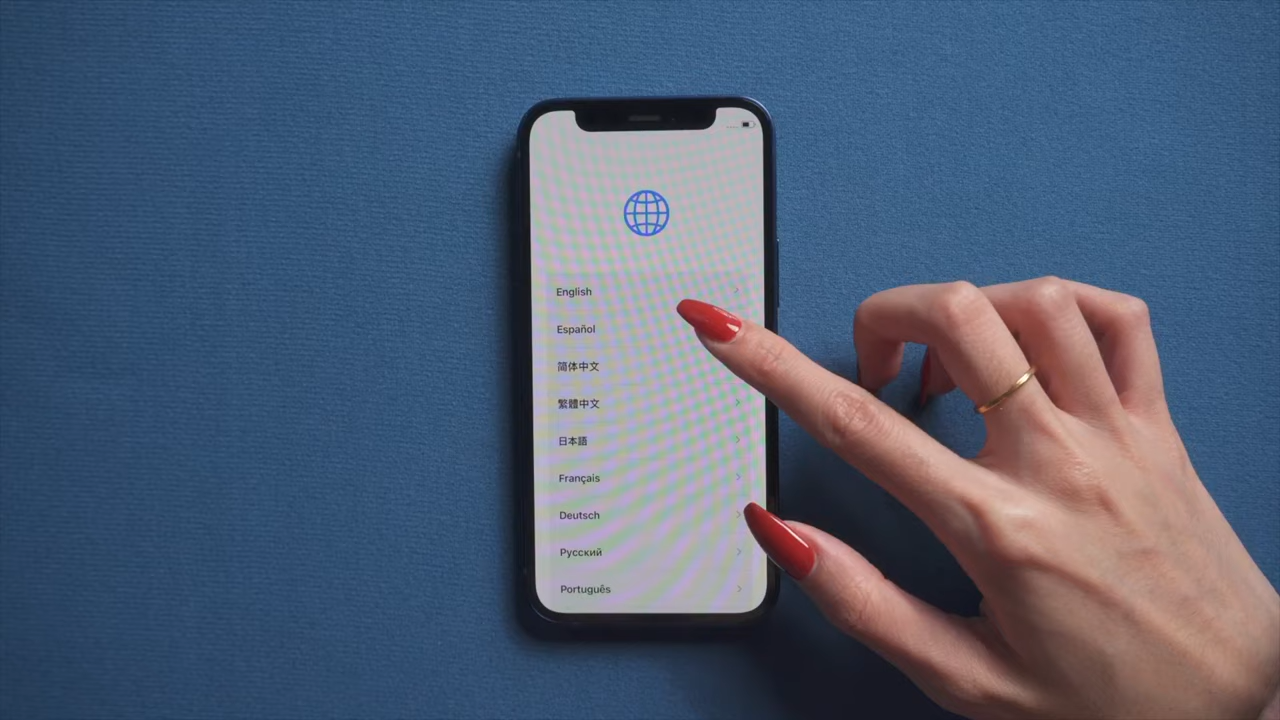 English
Español
简体中文
繁體中文
日本語
Français
Deutsch
Русский
Português